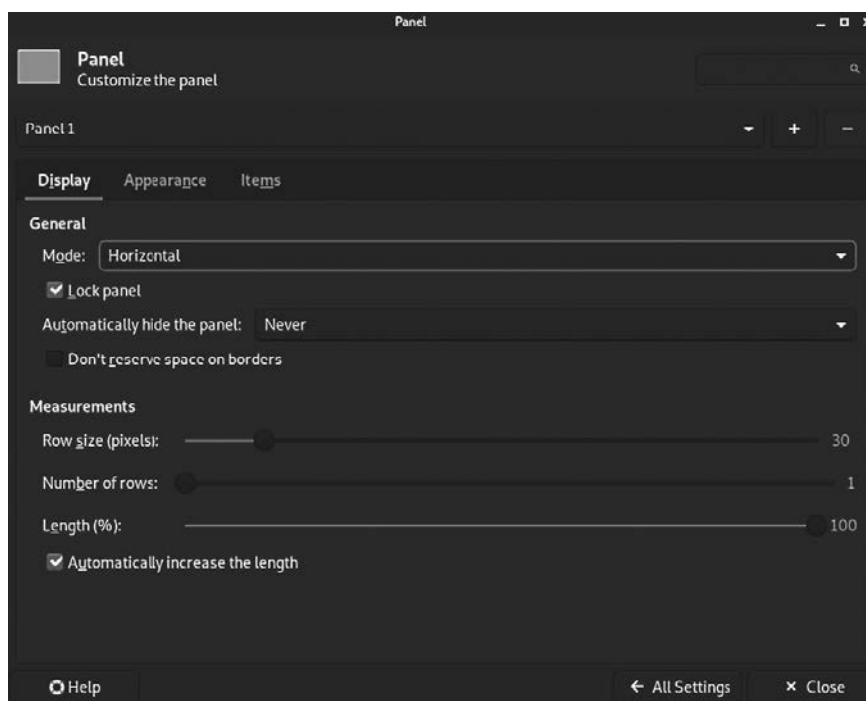 Panel
Panel
Customize the panel
Panel 1
Display Appearance Items
General
Mode: Horizontal
Lock panel
Automatically hide the panel: Never
Don't reserve space on borders
Measurements
Row size (pixels): 30
Number of rows: 1
Length (%): 100
Automatically increase the length
Help All Settings Close